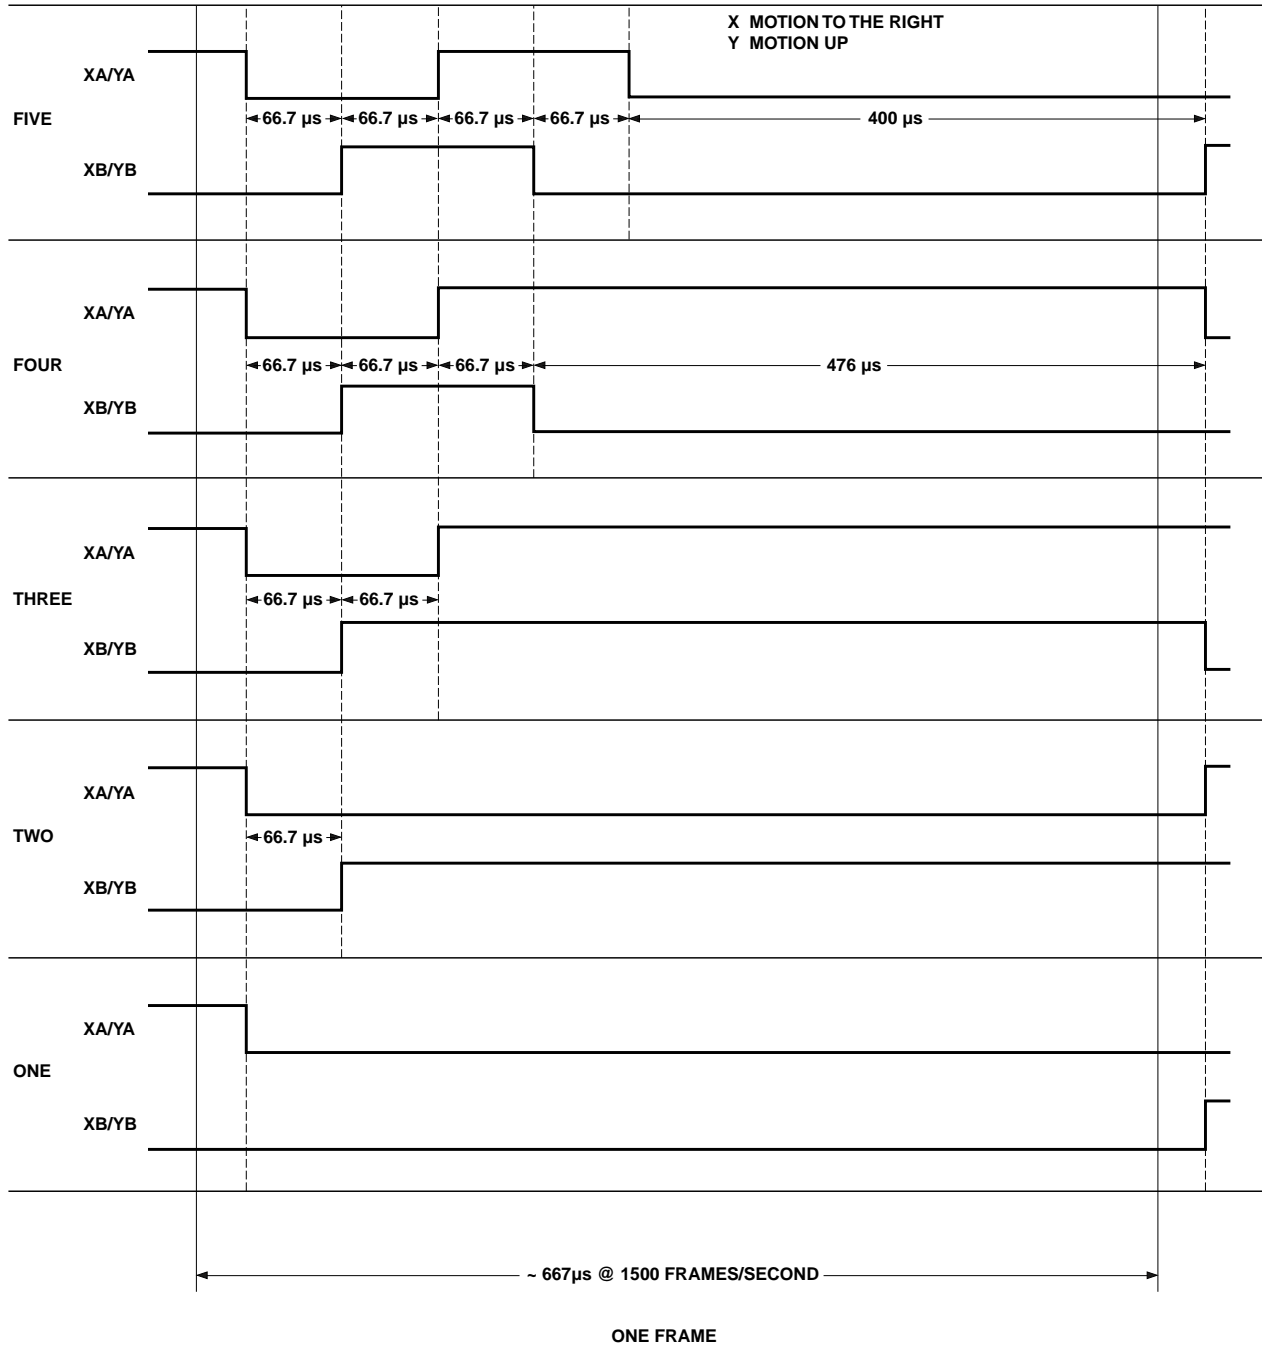 X MOTION TO THE RIGHT
Y MOTION UP
XA/YA
FIVE
66.7 µs 66.7 µs 66.7 µs 66.7 µs 400 µs
XB/YB
XA/YA
FOUR
66.7 µs 66.7 µs 66.7 µs 476 µs
XB/YB
XA/YA
THREE
66.7 µs 66.7 µs
XB/YB
XA/YA
TWO
66.7 µs
XB/YB
XA/YA
ONE
XB/YB
~ 667µs @ 1500 FRAMES/SECOND
ONE FRAME